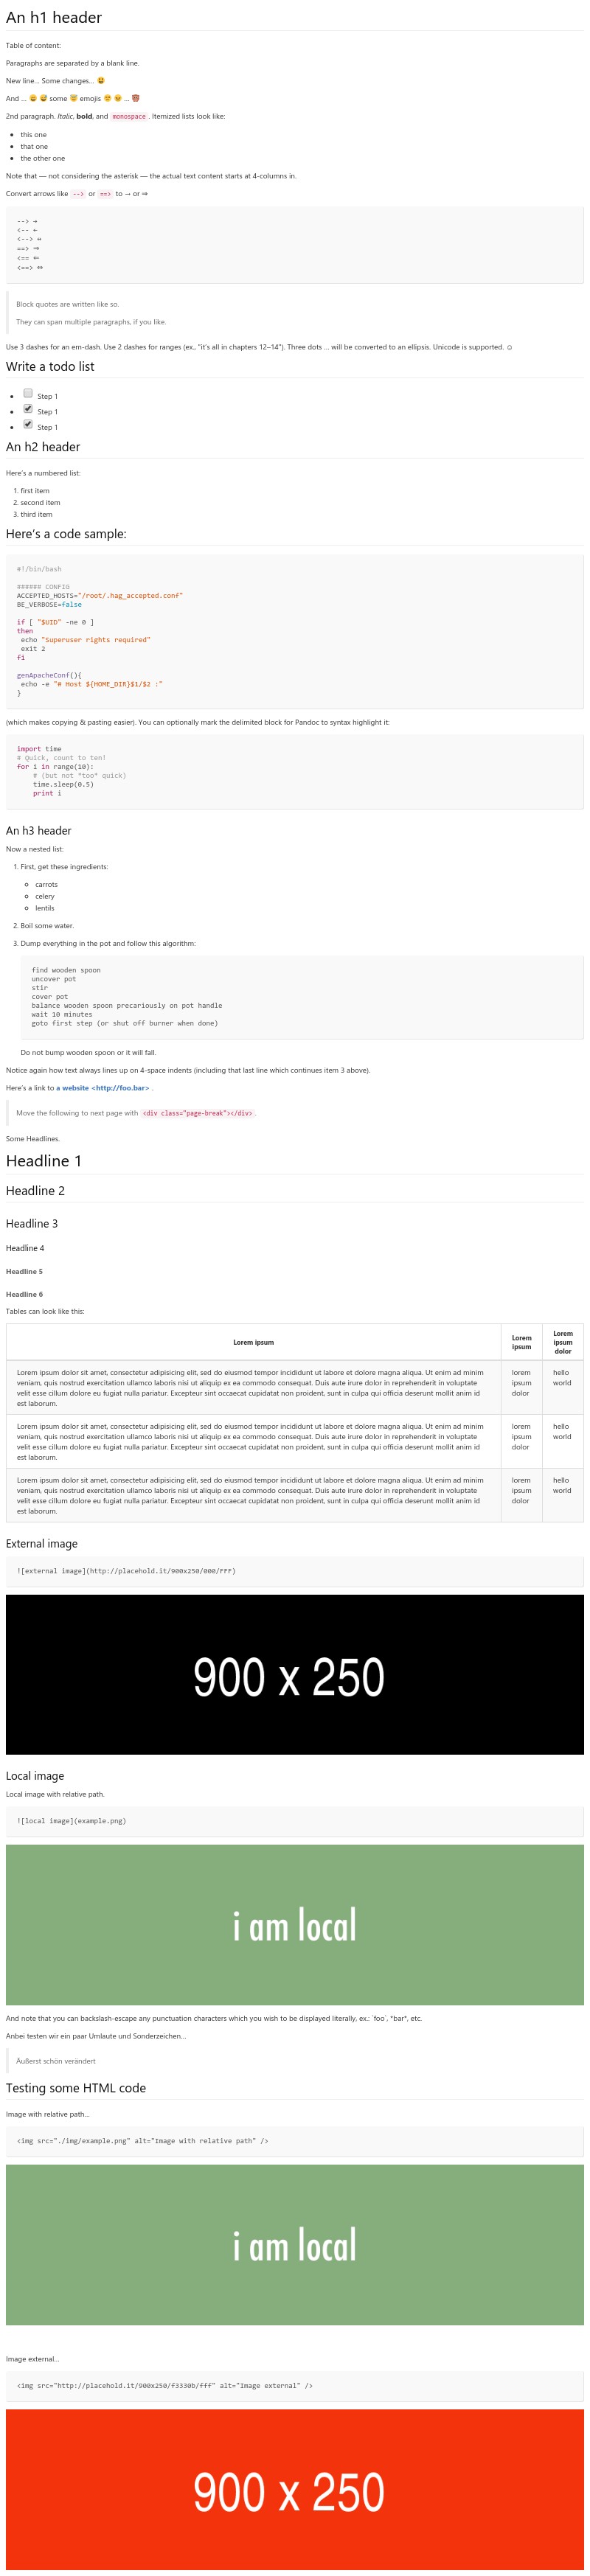 An h1 header
Table of content:
Paragraphs are separated by a blank line.
New line... Some changes... 😃
And ... 😄 😅 some 😇 emojis 😊 😠 ... 👹
2nd paragraph. Italic, bold, and monospace . Itemized lists look like:
• this one
• that one
• the other one
Note that — not considering the asterisk — the actual text content starts at 4-columns in.
Convert arrows like --> or ==> to → or ⇒
--> →
<-- ←
<--> ↔
==> ⇒
<== ⇐
<==> ⇔
Block quotes are written like so.
They can span multiple paragraphs, if you like.
Use 3 dashes for an em-dash. Use 2 dashes for ranges (ex., "it's all in chapters 12–14"). Three dots ... will be converted to an ellipsis. Unicode is supported. ☺
Write a todo list
• ☐ Step 1
• ☑ Step 1
• ☑ Step 1
An h2 header
Here's a numbered list:
1. first item
2. second item
3. third item
Here's a code sample:
#!/bin/bash
###### CONFIG
ACCEPTED_HOSTS="/root/.hag_accepted.conf"
BE_VERBOSE=false
if [ "$UID" -ne 0 ]
then
echo "Superuser rights required"
exit 2
fi
genApacheConf(){
echo -e "# Host ${HOME_DIR}$1/$2 :"
}
(which makes copying & pasting easier). You can optionally mark the delimited block for Pandoc to syntax highlight it:
import time
# Quick, count to ten!
for i in range(10):
# (but not *too* quick)
time.sleep(0.5)
print i
An h3 header
Now a nested list:
1. First, get these ingredients:
○ carrots
○ celery
○ lentils
2. Boil some water.
3. Dump everything in the pot and follow this algorithm:
find wooden spoon
uncover pot
stir
cover pot
balance wooden spoon precariously on pot handle
wait 10 minutes
goto first step (or shut off burner when done)
Do not bump wooden spoon or it will fall.
Notice again how text always lines up on 4-space indents (including that last line which continues item 3 above).
Here's a link to a website <http://foo.bar> .
Move the following to next page with <div class="page-break"></div> .
Some Headlines.
Headline 1
Headline 2
Headline 3
Headline 4
Headline 5
Headline 6
Tables can look like this:
Lorem ipsum | Lorem ipsum | Lorem ipsum dolor
Lorem ipsum dolor sit amet, consectetur adipisicing elit, sed do eiusmod tempor incididunt ut labore et dolore magna aliqua. Ut enim ad minim
veniam, quis nostrud exercitation ullamco laboris nisi ut aliquip ex ea commodo consequat. Duis aute irure dolor in reprehenderit in voluptate
velit esse cillum dolore eu fugiat nulla pariatur. Excepteur sint occaecat cupidatat non proident, sunt in culpa qui officia deserunt mollit anim id
est laborum.
lorem
ipsum
dolor
hello
world
Lorem ipsum dolor sit amet, consectetur adipisicing elit, sed do eiusmod tempor incididunt ut labore et dolore magna aliqua. Ut enim ad minim
veniam, quis nostrud exercitation ullamco laboris nisi ut aliquip ex ea commodo consequat. Duis aute irure dolor in reprehenderit in voluptate
velit esse cillum dolore eu fugiat nulla pariatur. Excepteur sint occaecat cupidatat non proident, sunt in culpa qui officia deserunt mollit anim id
est laborum.
lorem
ipsum
dolor
hello
world
Lorem ipsum dolor sit amet, consectetur adipisicing elit, sed do eiusmod tempor incididunt ut labore et dolore magna aliqua. Ut enim ad minim
veniam, quis nostrud exercitation ullamco laboris nisi ut aliquip ex ea commodo consequat. Duis aute irure dolor in reprehenderit in voluptate
velit esse cillum dolore eu fugiat nulla pariatur. Excepteur sint occaecat cupidatat non proident, sunt in culpa qui officia deserunt mollit anim id
est laborum.
lorem
ipsum
dolor
hello
world
External image
![external image](http://placehold.it/900x250/000/FFF)
900 x 250
Local image
Local image with relative path.
![local image](example.png)
i am local
And note that you can backslash-escape any punctuation characters which you wish to be displayed literally, ex.: `foo`, *bar*, etc.
Anbei testen wir ein paar Umlaute und Sonderzeichen...
Äußerst schön verändert
Testing some HTML code
Image with relative path...
<img src="./img/example.png" alt="Image with relative path" />
i am local
Image external...
<img src="http://placehold.it/900x250/f3330b/fff" alt="Image external" />
900 x 250